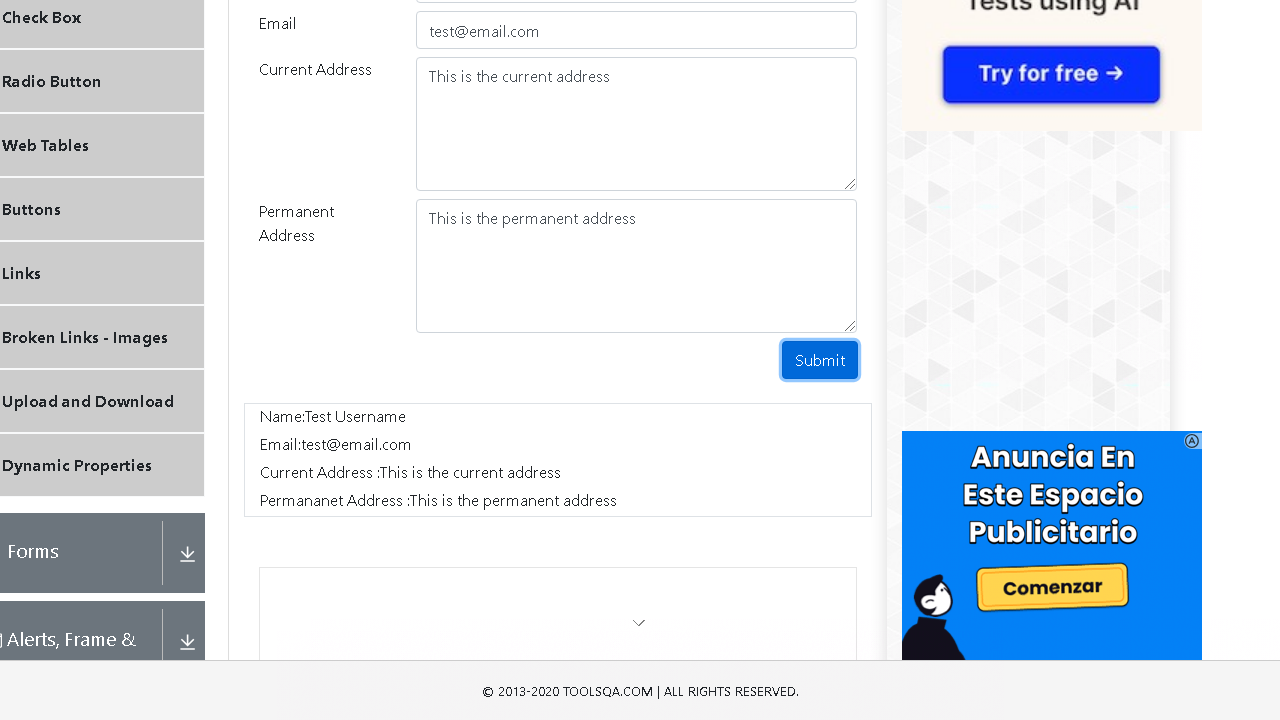 Check Box
Radio Button
Web Tables
Buttons
Links
Broken Links - Images
Upload and Download
Dynamic Properties
Forms
Alerts, Frame &
Email
test@email.com
Current Address
This is the current address
Permanent
Address
This is the permanent address
Submit
Name:Test Username
Email:test@email.com
Current Address :This is the current address
Permananet Address :This is the permanent address
Tests using AI
Try for free →
Anuncia En
Este Espacio
Publicitario
Comenzar
© 2013-2020 TOOLSQA.COM | ALL RIGHTS RESERVED.